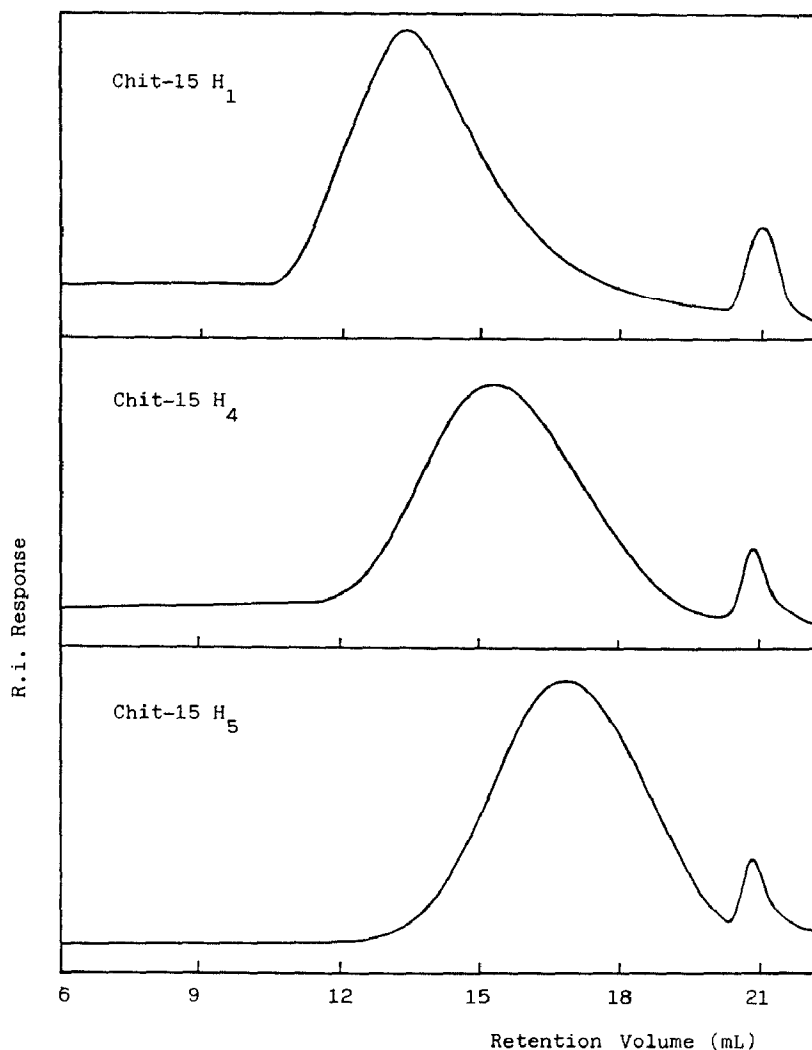 Chit-15 H1
Chit-15 H4
Chit-15 H5
R.i. Response
6 9 12 15 18 21
Retention Volume (mL)